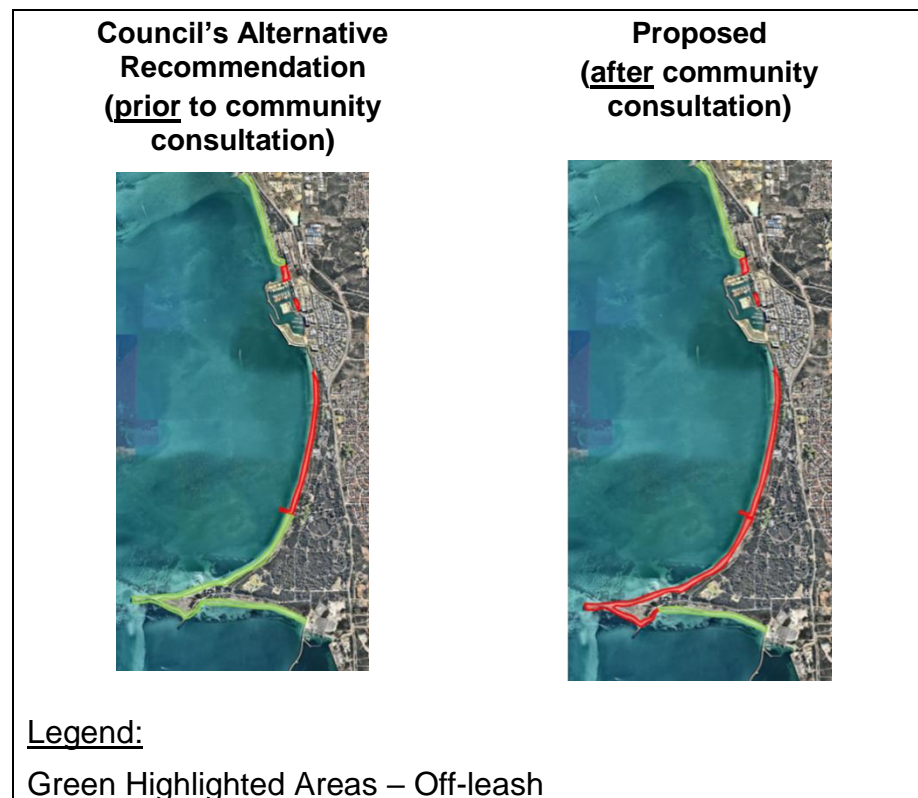 Council's Alternative
Recommendation
(prior to community
consultation)
Proposed
(after community
consultation)
Legend:
Green Highlighted Areas – Off-leash